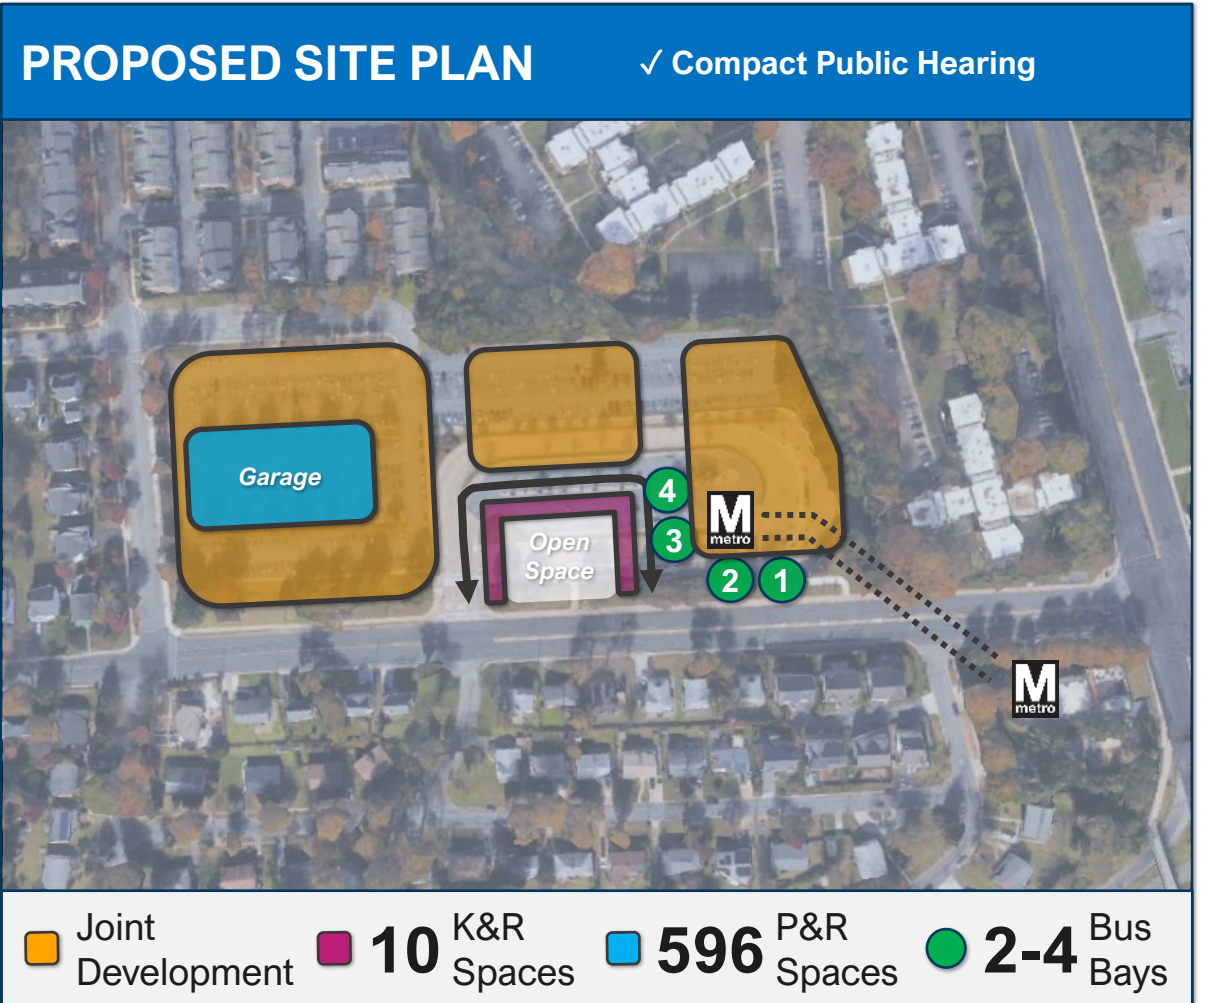 PROPOSED SITE PLAN
✓ Compact Public Hearing
Garage
Open
Space
4
3
2
1
M
metro
M
metro
Joint
Development
10
K&R
Spaces
596
P&R
Spaces
2-4
Bus
Bays